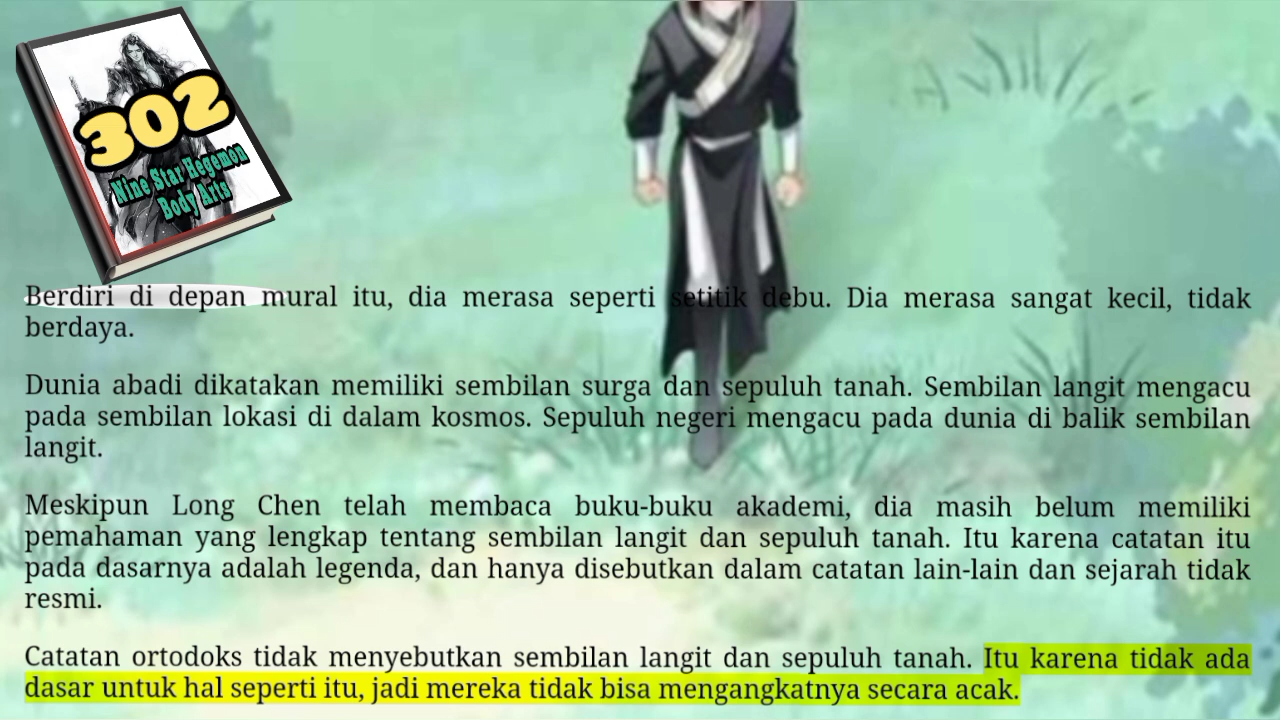 302
Nine Star Hegemon
Body Arts
Berdiri di depan mural itu, dia merasa seperti setitik debu. Dia merasa sangat kecil, tidak
berdaya.
Dunia abadi dikatakan memiliki sembilan surga dan sepuluh tanah. Sembilan langit mengacu
pada sembilan lokasi di dalam kosmos. Sepuluh negeri mengacu pada dunia di balik sembilan
langit.
Meskipun Long Chen telah membaca buku-buku akademi, dia masih belum memiliki
pemahaman yang lengkap tentang sembilan langit dan sepuluh tanah. Itu karena catatan itu
pada dasarnya adalah legenda, dan hanya disebutkan dalam catatan lain-lain dan sejarah tidak
resmi.
Catatan ortodoks tidak menyebutkan sembilan langit dan sepuluh tanah. Itu karena tidak ada
dasar untuk hal seperti itu, jadi mereka tidak bisa mengangkatnya secara acak.